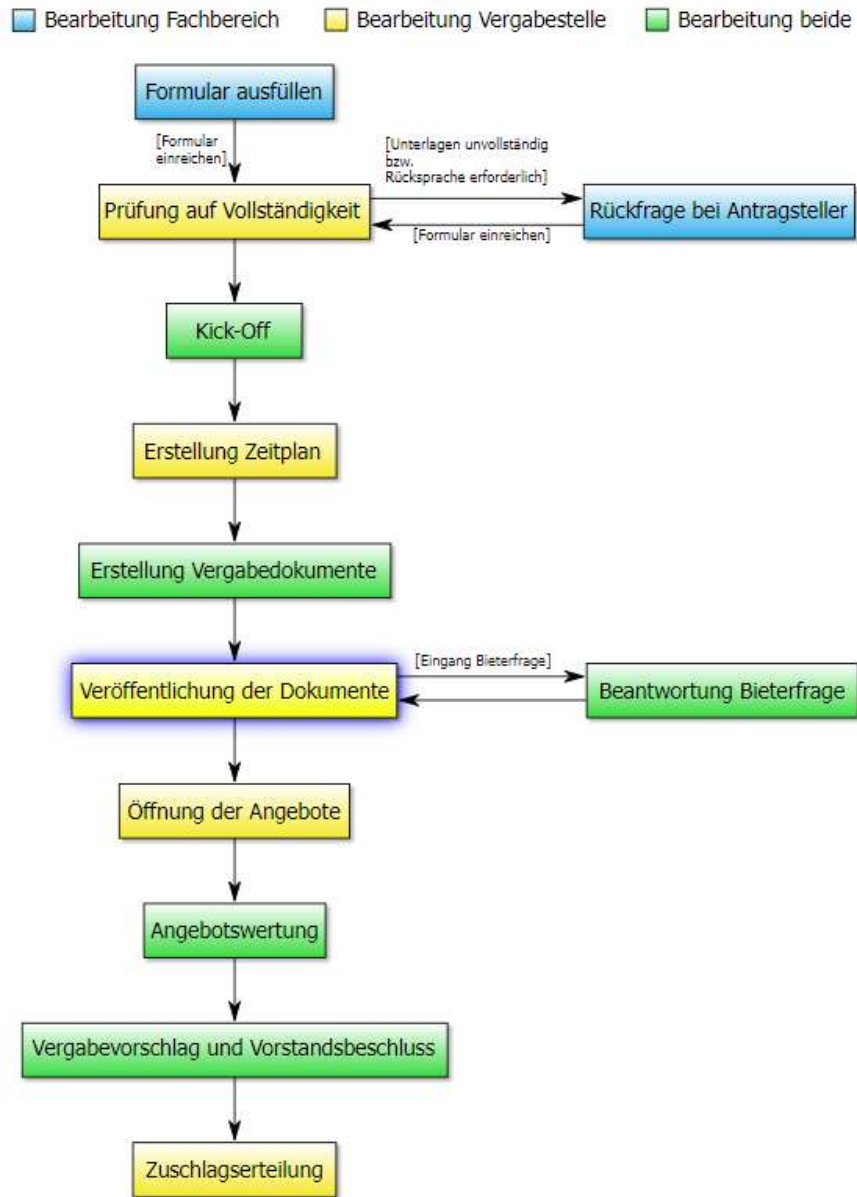 Bearbeitung Fachbereich
Bearbeitung Vergabestelle
Bearbeitung beide
Formular ausfüllen
[Formular
einreichen]
[Unterlagen unvollständig
bzw.
Rücksprache erforderlich]
Prüfung auf Vollständigkeit
Rückfrage bei Antragsteller
[Formular einreichen]
Kick-Off
Erstellung Zeitplan
Erstellung Vergabedokumente
[Eingang Bieterfrage]
Veröffentlichung der Dokumente
Beantwortung Bieterfrage
Öffnung der Angebote
Angebotswertung
Vergabevorschlag und Vorstandsbeschluss
Zuschlagserteilung